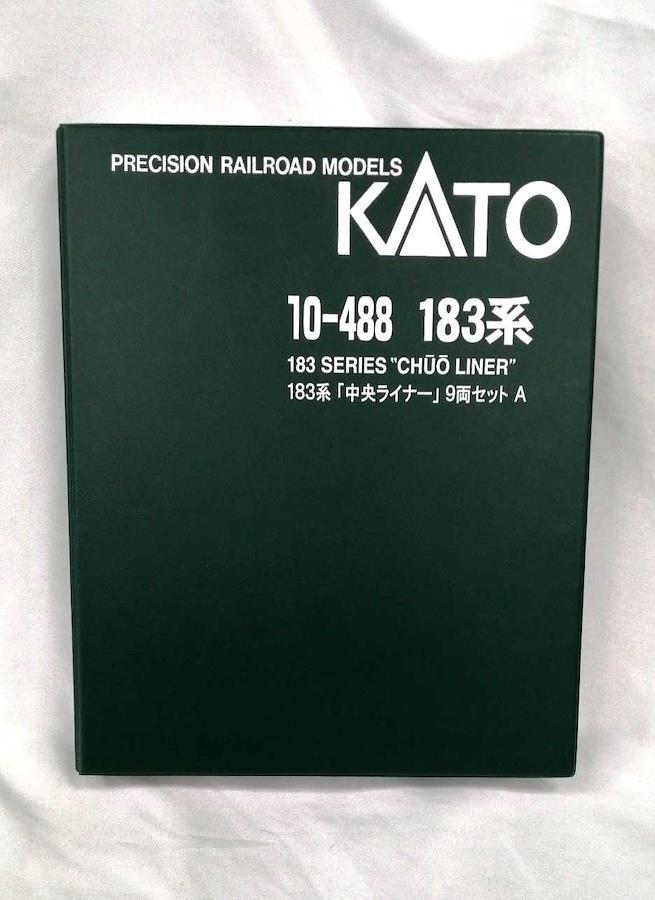 PRECISION RAILROAD MODELS
KATO
10-488 183系
183 SERIES "CHŪŌ LINER"
183系「中央ライナー」9両セット A